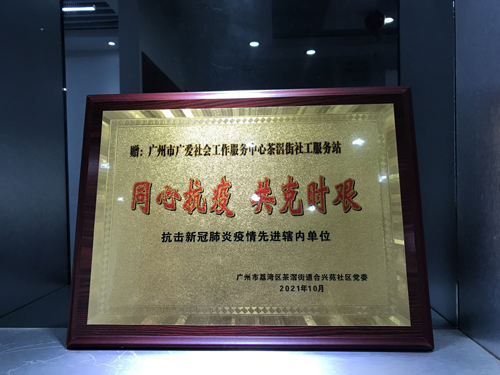 赠：广州市广爱社会工作服务中心茶滘街社工服务站
同心抗疫 共克时艰
抗击新冠肺炎疫情先进辖内单位
广州市荔湾区茶滘街道合兴苑社区党委
2021年10月